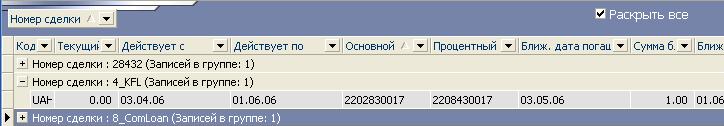 Номер сделки
Раскрыть все
Код Текущий Действует с Действует по Основной Процентный Ближ. дата погац Сумма б. Ближ
Номер сделки : 28432 (Записей в группе: 1)
Номер сделки : 4_KFL (Записей в группе: 1)
UAH 0.00 03.04.06 01.06.06 2202830017 2208430017 03.05.06 1.00 01.06
Номер сделки : 8_ComLoan (Записей в группе: 1)